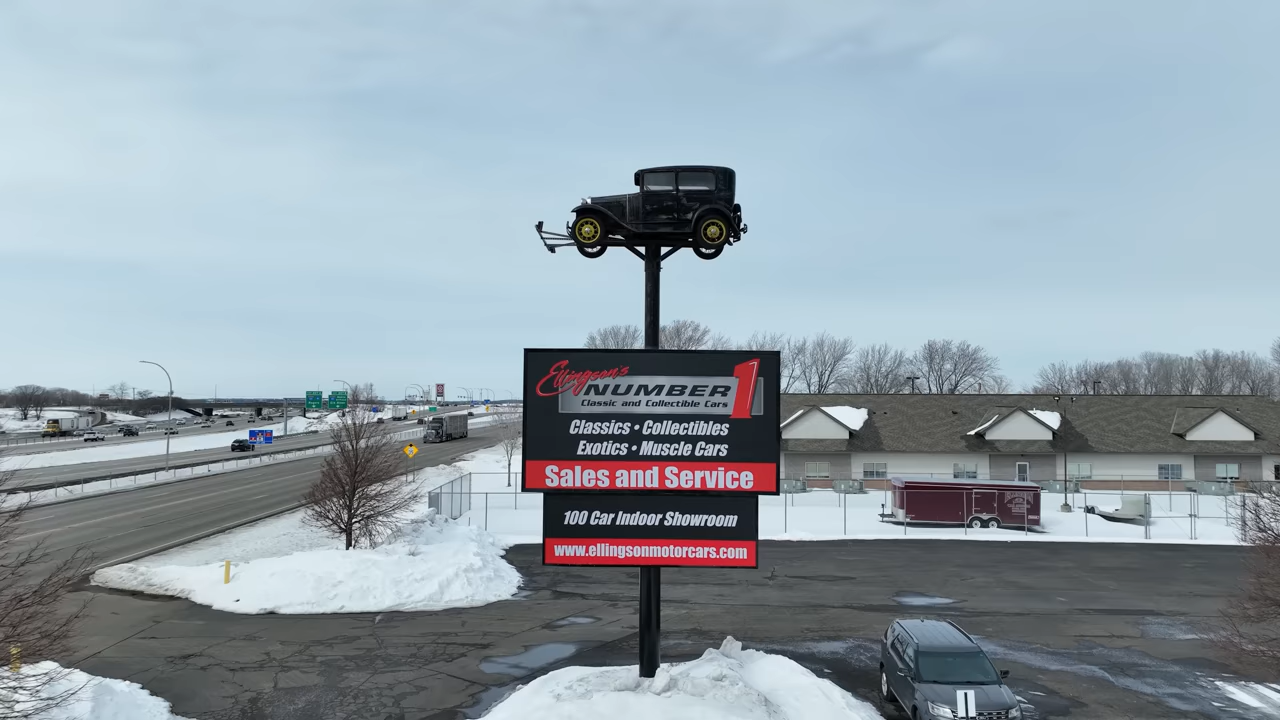 Ellingson's
NUMBER 1
Classic and Collectible Cars
Classics • Collectibles
Exotics • Muscle Cars
Sales and Service
100 Car Indoor Showroom
www.ellingsonmotorcars.com